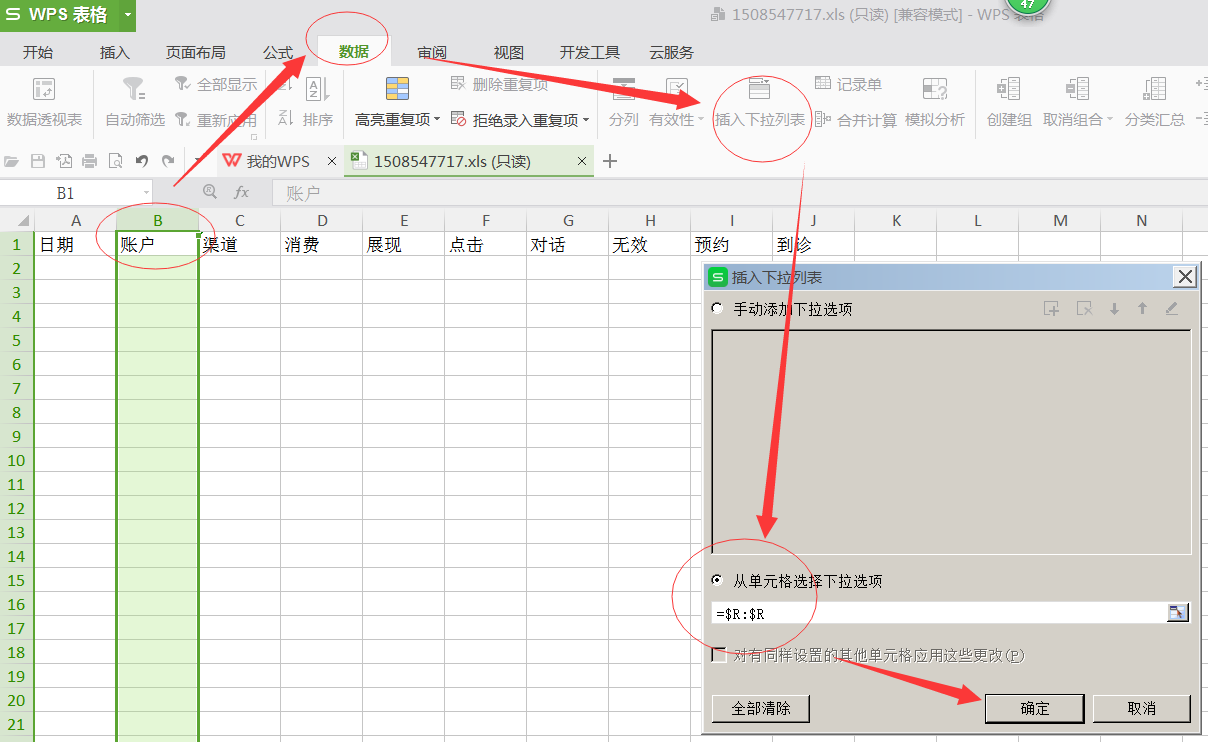 WPS 表格
1508547717.xls (只读) [兼容模式] - WPS 表格
47
开始 插入 页面布局 公式 数据 审阅 视图 开发工具 云服务
全部显示 删除重复项 记录单
数据透视表 自动筛选 重新应用 排序 高亮重复项 拒绝录入重复项 分列 有效性 插入下拉列表 合并计算 模拟分析 创建组 取消组合 分类汇总
我的WPS 1508547717.xls (只读)
B1 fx 账户
A B C D E F G H I J K L M N
1 日期 账户 渠道 消费 展现 点击 对话 无效 预约 到诊
2
3
4
5
6
7
8
9
10
11
12
13
14
15
16
17
18
19
20
21
插入下拉列表
手动添加下拉选项
从单元格选择下拉选项
=$R:$R
对有同样设置的其他单元格应用这些更改(P)
全部清除 确定 取消